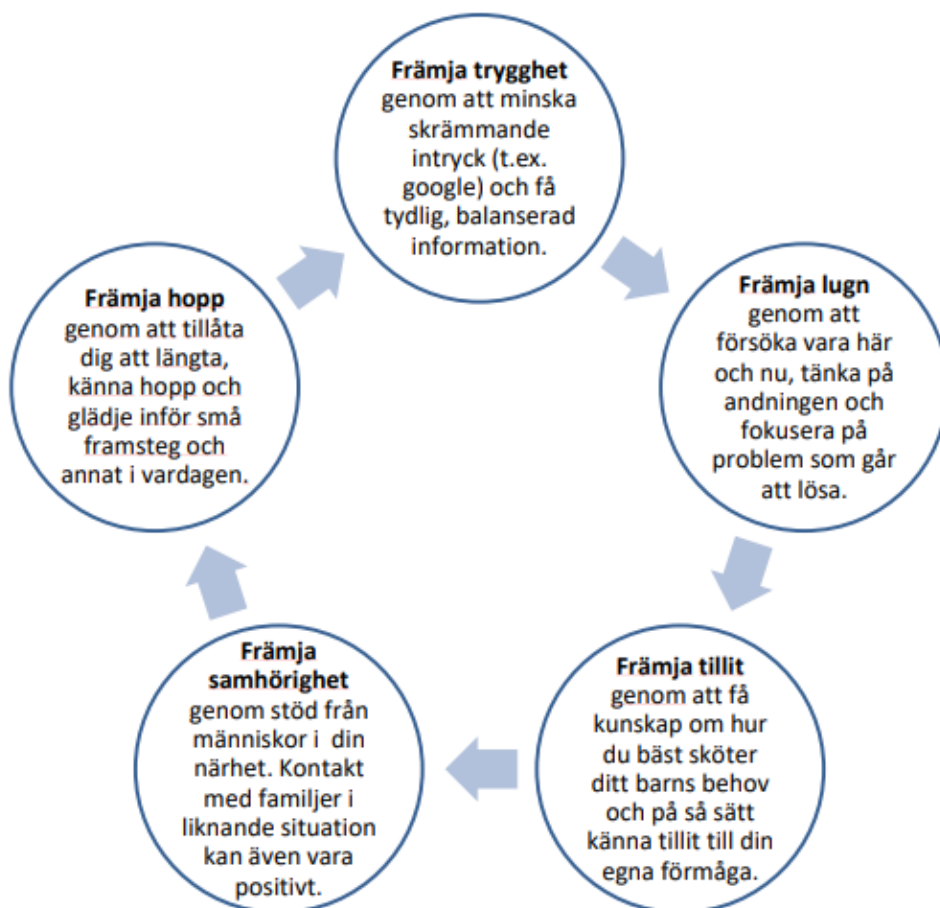 Främja trygghet
genom att minska
skrämmande
intryck (t.ex.
google) och få
tydlig, balanserad
information.
Främja lugn
genom att
försöka vara här
och nu, tänka på
andningen och
fokusera på
problem som går
att lösa.
Främja tillit
genom att få
kunskap om hur
du bäst sköter
ditt barns behov
och på så sätt
känna tillit till din
egna förmåga.
Främja
samhörighet
genom stöd från
människor i din
närhet. Kontakt
med familjer i
liknande situation
kan även vara
positivt.
Främja hopp
genom att tillåta
dig att längta,
känna hopp och
glädje inför små
framsteg och
annat i vardagen.